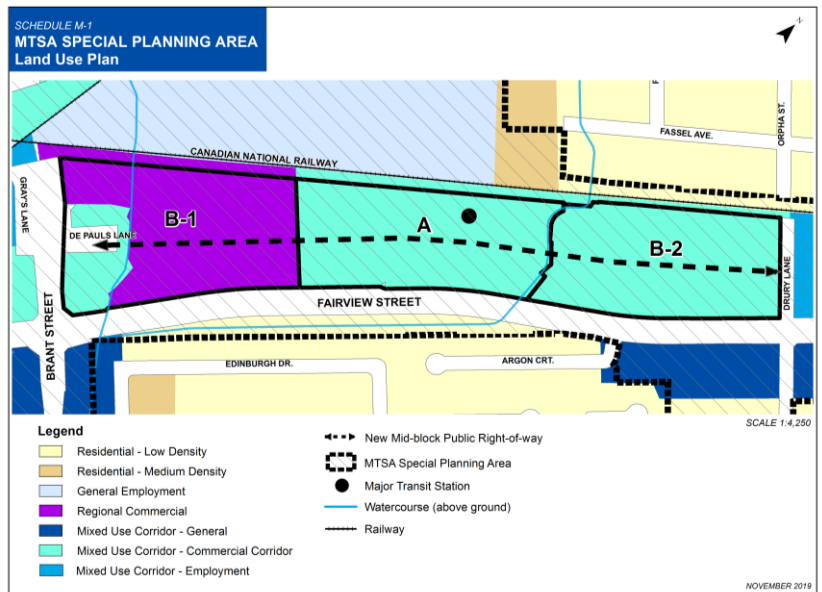 SCHEDULE M-1
MTSA SPECIAL PLANNING AREA
Land Use Plan
N
CANADIAN NATIONAL RAILWAY
FASSEL AVE.
F
ORPHA ST.
GRAY'S LANE
DE PAULS LANE
B-1
A
B-2
DRURY LANE
FAIRVIEW STREET
BRANT STREET
EDINBURGH DR.
ARGON CRT.
SCALE 1:4,250
Legend
Residential - Low Density
Residential - Medium Density
General Employment
Regional Commercial
Mixed Use Corridor - General
Mixed Use Corridor - Commercial Corridor
Mixed Use Corridor - Employment
New Mid-block Public Right-of-way
MTSA Special Planning Area
Major Transit Station
Watercourse (above ground)
Railway
NOVEMBER 2019